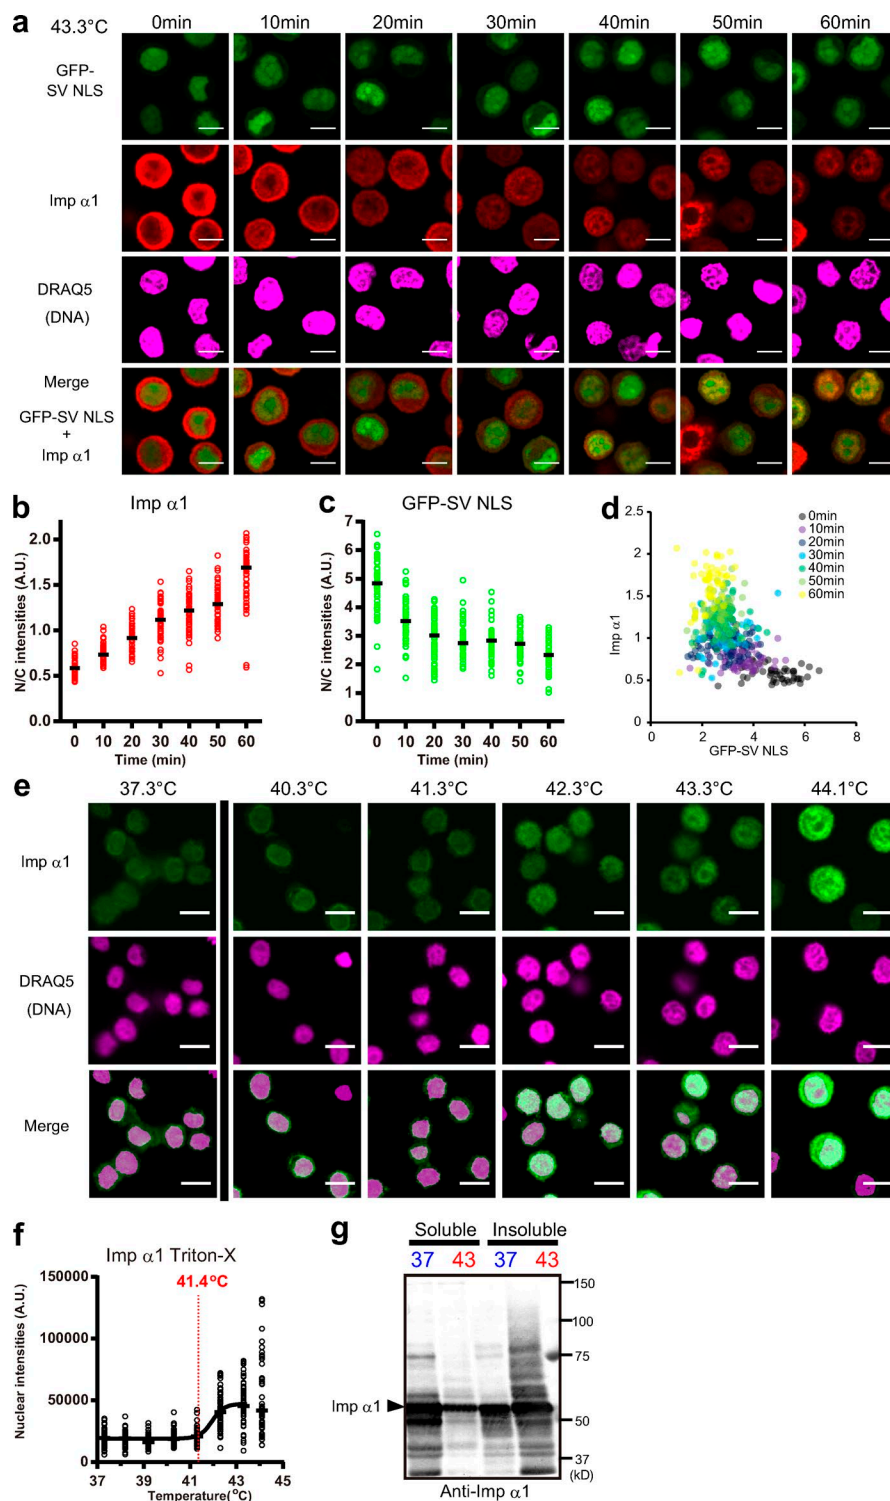 a
43.3°C 0min 10min 20min 30min 40min 50min 60min
GFP-
SV NLS
Imp α1
DRAQ5
(DNA)
Merge
GFP-SV NLS
+
Imp α1
b
Imp α1
N/C intensities (A.U.)
2.0
1.5
1.0
0.5
0.0
0 10 20 30 40 50 60
Time (min)
c
GFP-SV NLS
N/C intensities (A.U.)
7
6
5
4
3
2
1
0
0 10 20 30 40 50 60
Time (min)
d
Imp α1
2.5
2
1.5
1
0.5
0
0 2 4 6 8
GFP-SV NLS
0min
10min
20min
30min
40min
50min
60min
e
37.3°C 40.3°C 41.3°C 42.3°C 43.3°C 44.1°C
Imp α1
DRAQ5
(DNA)
Merge
f
Imp α1 Triton-X
41.4°C
Nuclear intensities (A.U.)
150000
100000
50000
0
37 39 41 43 45
Temperature(°C)
g
Soluble Insoluble
37 43 37 43
150
100
75
50
37
(kD)
Imp α1
Anti-Imp α1